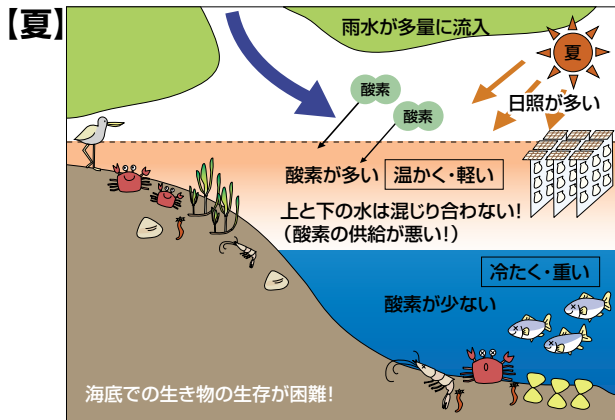 【夏】
雨水が多量に流入
夏
酸素
酸素
日照が多い
酸素が多い
温かく・軽い
上と下の水は混じり合わない!
(酸素の供給が悪い!)
冷たく・重い
酸素が少ない
海底での生き物の生存が困難!